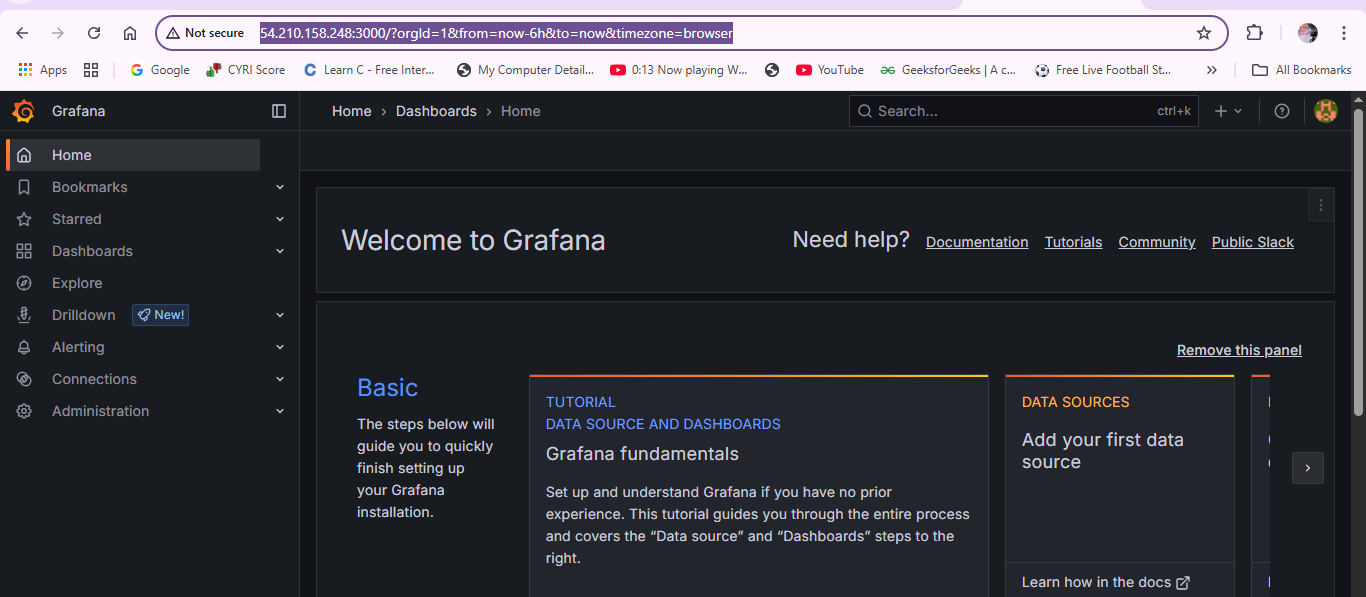 Not secure 54.210.158.248:3000/?orgId=1&from=now-6h&to=now&timezone=browser
Apps Google CYRI Score Learn C - Free Inter... My Computer Detail... 0:13 Now playing W... YouTube GeeksforGeeks | A c... Free Live Football St... » All Bookmarks
Grafana
Home › Dashboards › Home
Search... ctrl+k
Home
Bookmarks
Starred
Dashboards
Explore
Drilldown New!
Alerting
Connections
Administration
Welcome to Grafana
Need help? Documentation Tutorials Community Public Slack
Remove this panel
Basic
The steps below will
guide you to quickly
finish setting up
your Grafana
installation.
TUTORIAL
DATA SOURCE AND DASHBOARDS
Grafana fundamentals
Set up and understand Grafana if you have no prior
experience. This tutorial guides you through the entire process
and covers the “Data source” and “Dashboards” steps to the
right.
DATA SOURCES
Add your first data
source
Learn how in the docs